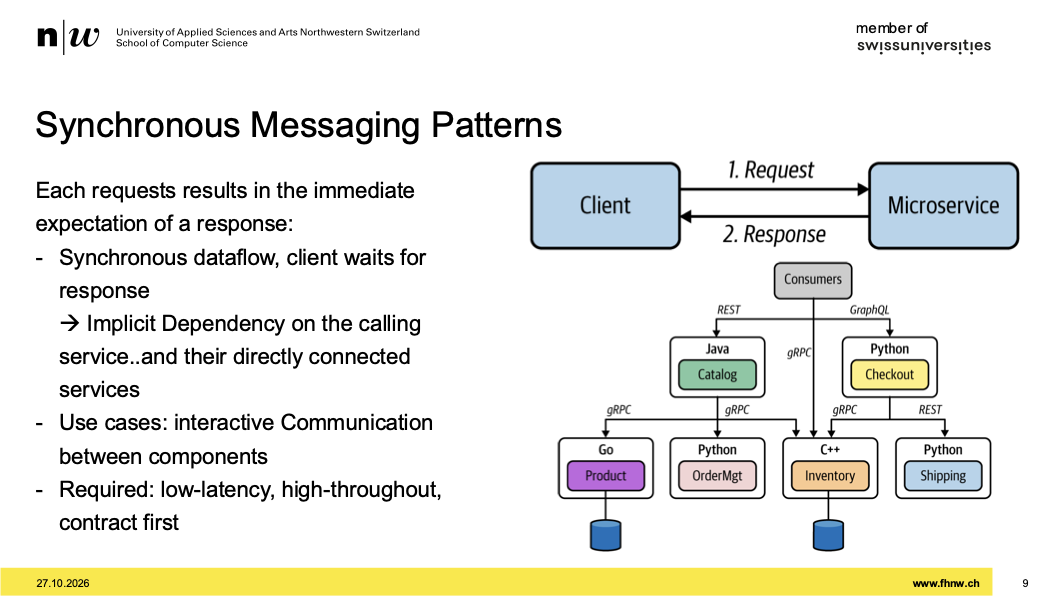 n|w University of Applied Sciences and Arts Northwestern Switzerland
School of Computer Science
member of
swissuniversities
Synchronous Messaging Patterns
Each requests results in the immediate
expectation of a response:
- Synchronous dataflow, client waits for
response
→ Implicit Dependency on the calling
service..and their directly connected
services
- Use cases: interactive Communication
between components
- Required: low-latency, high-throughout,
contract first
1. Request
Client
Microservice
2. Response
Consumers
REST
GraphQL
gRPC
Java
Catalog
Python
Checkout
gRPC
gRPC
gRPC
REST
Go
Product
Python
OrderMgt
C++
Inventory
Python
Shipping
27.10.2026
www.fhnw.ch
9